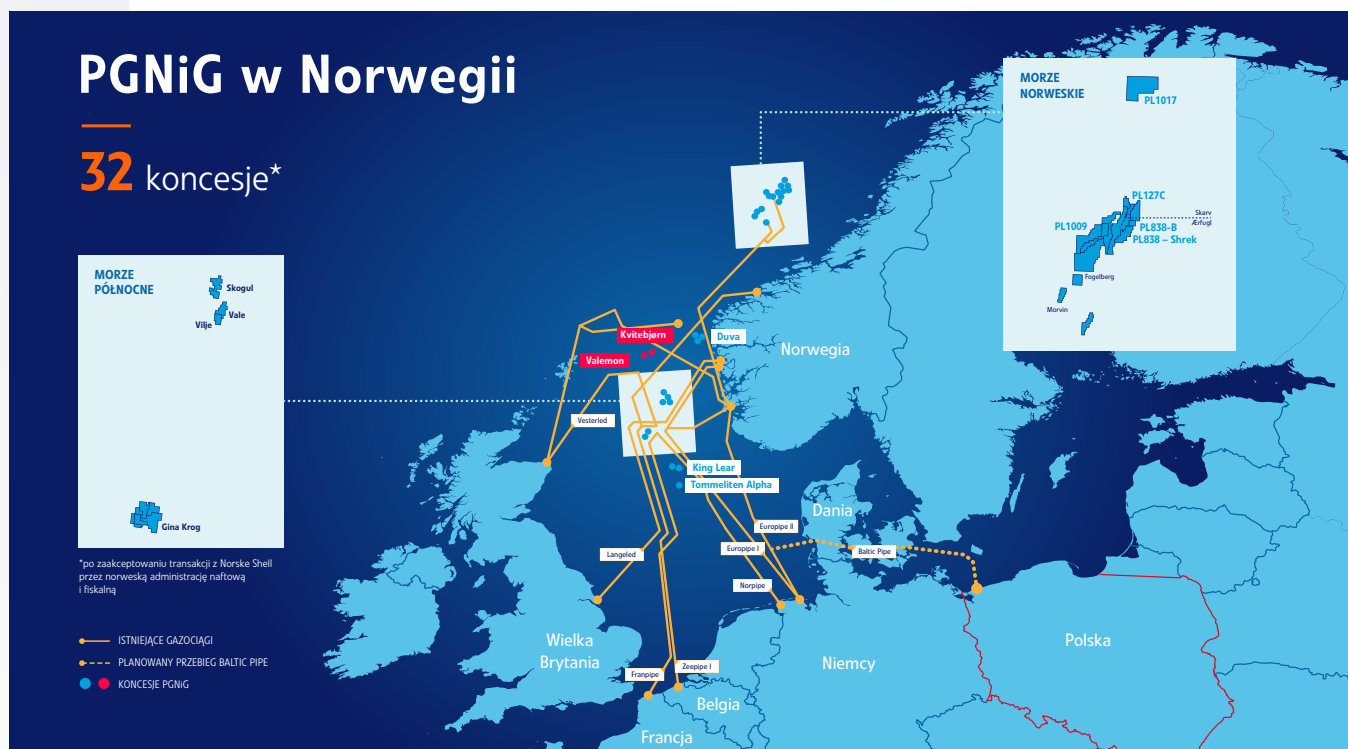 PGNiG w Norwegii
32 koncesje*
MORZE
PÓŁNOCNE
Skogul
Vale
Vilje
Gina Krog
*po zaakceptowaniu transakcji z Norske Shell
przez norweską administrację naftową
i fiskalną
ISTNIEJĄCE GAZOCIĄGI
PLANOWANY PRZEBIEG BALTIC PIPE
KONCESJE PGNiG
MORZE
NORWESKIE
PL1017
PL127C
Skarv
Ærfugl
PL1009
PL838-B
PL838 – Shrek
Fogelberg
Morvin
Kvitebjørn
Duva
Valemon
Norwegia
Vesterled
King Lear
Tommeliten Alpha
Dania
Europipe II
Europipe I
Baltic Pipe
Langeled
Norpipe
Wielka
Brytania
Polska
Niemcy
Zeepipe I
Franpipe
Belgia
Francja